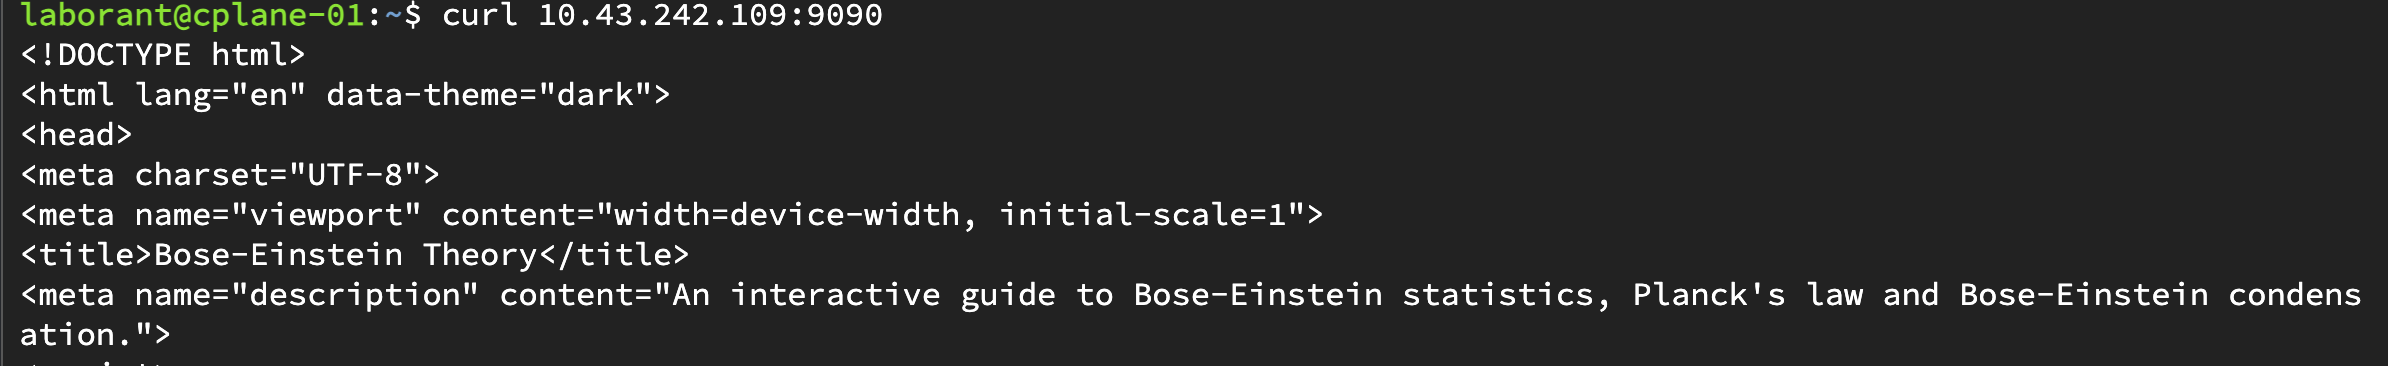 laborant@cplane-01:~$ curl 10.43.242.109:9090
<!DOCTYPE html>
<html lang="en" data-theme="dark">
<head>
<meta charset="UTF-8">
<meta name="viewport" content="width=device-width, initial-scale=1">
<title>Bose-Einstein Theory</title>
<meta name="description" content="An interactive guide to Bose-Einstein statistics, Planck's law and Bose-Einstein condens
ation.">